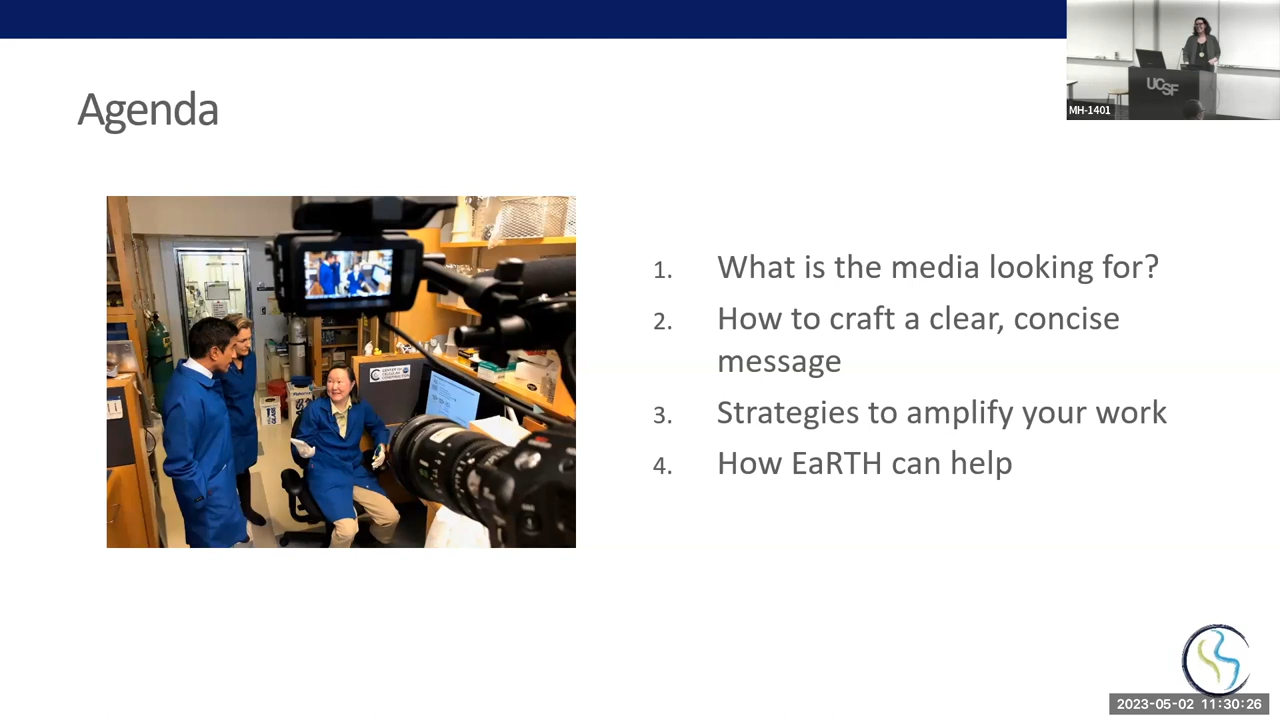 UCSF
MH-1401
Agenda
1. What is the media looking for?
2. How to craft a clear, concise
message
3. Strategies to amplify your work
4. How EaRTH can help
2023-05-02 11:30:26